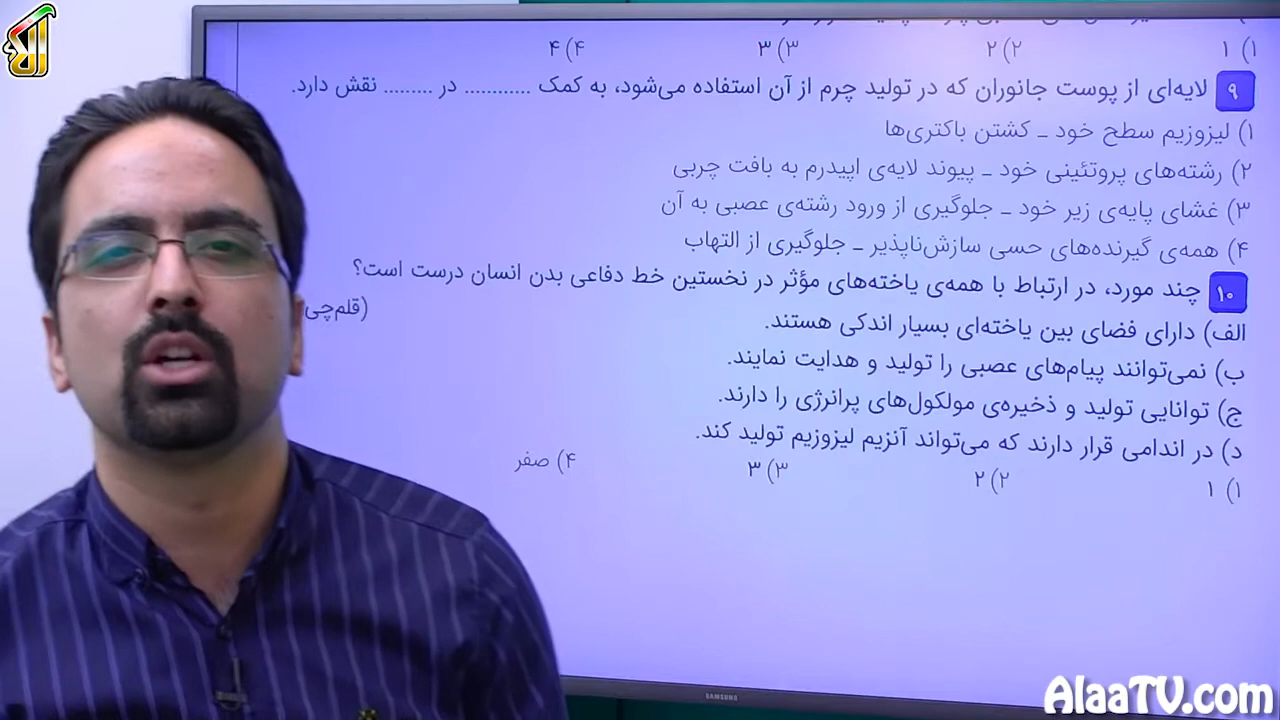 ۱) ۱ ۲) ۲ ۳) ۳ ۴) ۴
۹ لایه‌ای از پوست جانوران که در تولید چرم از آن استفاده می‌شود، به کمک ............ در ......... نقش دارد.
۱) لیزوزیم سطح خود ـ کشتن باکتری‌ها
۲) رشته‌های پروتئینی خود ـ پیوند لایه‌ی اپیدرم به بافت چربی
۳) غشای پایه‌ی زیر خود ـ جلوگیری از ورود رشته‌ی عصبی به آن
۴) همه‌ی گیرنده‌های حسی سازش‌ناپذیر ـ جلوگیری از التهاب
۱۰ چند مورد، در ارتباط با همه‌ی یاخته‌های مؤثر در نخستین خط دفاعی بدن انسان درست است؟
(قلم‌چی
الف) دارای فضای بین یاخته‌ای بسیار اندکی هستند.
ب) نمی‌توانند پیام‌های عصبی را تولید و هدایت نمایند.
ج) توانایی تولید و ذخیره‌ی مولکول‌های پرانرژی را دارند.
د) در اندامی قرار دارند که می‌تواند آنزیم لیزوزیم تولید کند.
۱) ۱ ۲) ۲ ۳) ۳ ۴) صفر
SAMSUNG
AlaaTV.com